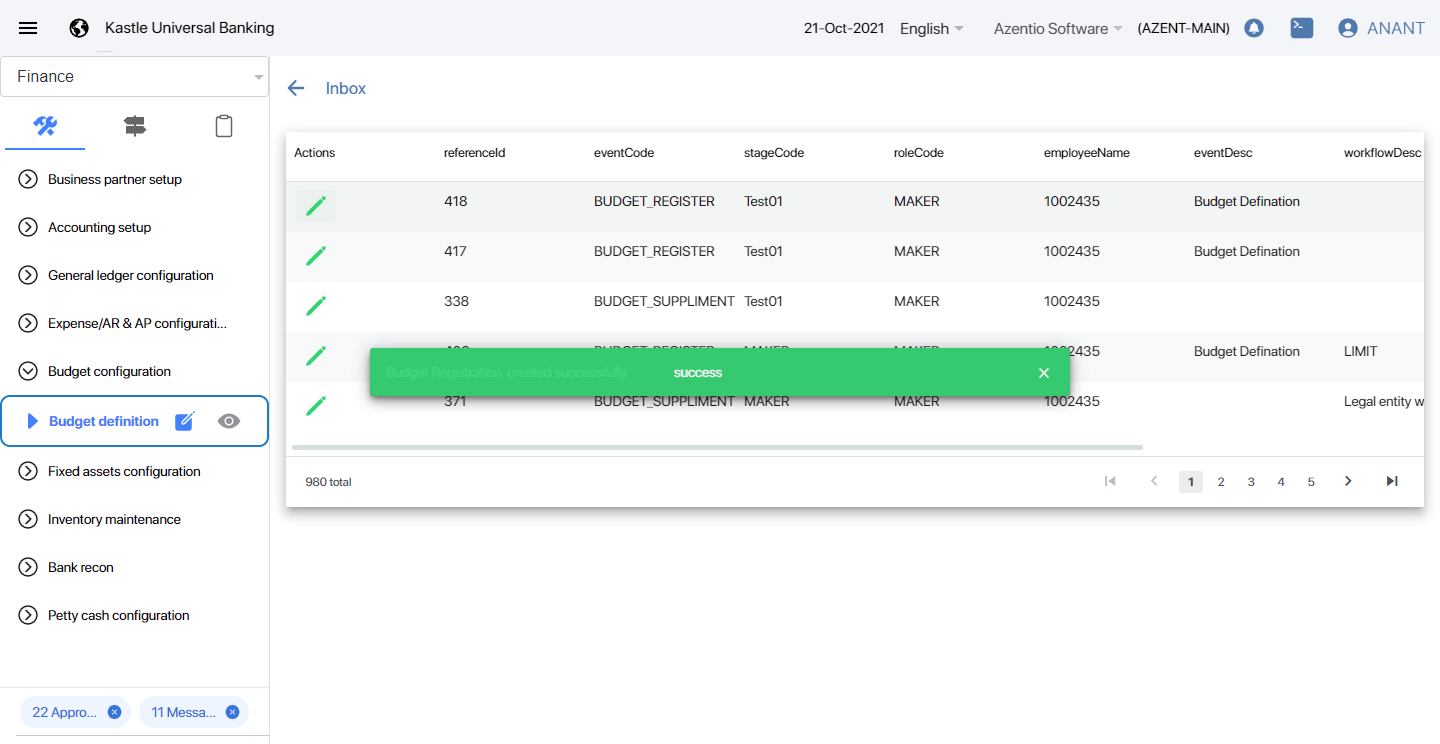 Kastle Universal Banking
21-Oct-2021 English Azentio Software (AZENT-MAIN) ANANT
Finance
Business partner setup
Accounting setup
General ledger configuration
Expense/AR & AP configurati...
Budget configuration
Budget definition
Fixed assets configuration
Inventory maintenance
Bank recon
Petty cash configuration
22 Appro... 11 Messa...
Inbox
Actions referenceId eventCode stageCode roleCode employeeName eventDesc workflowDesc
418 BUDGET_REGISTER Test01 MAKER 1002435 Budget Defination
417 BUDGET_REGISTER Test01 MAKER 1002435 Budget Defination
338 BUDGET_SUPPLIMENT Test01 MAKER 1002435
BUDGET_REGISTER MAKER MAKER 1002435 Budget Defination LIMIT
Budget Registration created successfully. success
371 BUDGET_SUPPLIMENT MAKER MAKER 1002435 Legal entity w
980 total 1 2 3 4 5